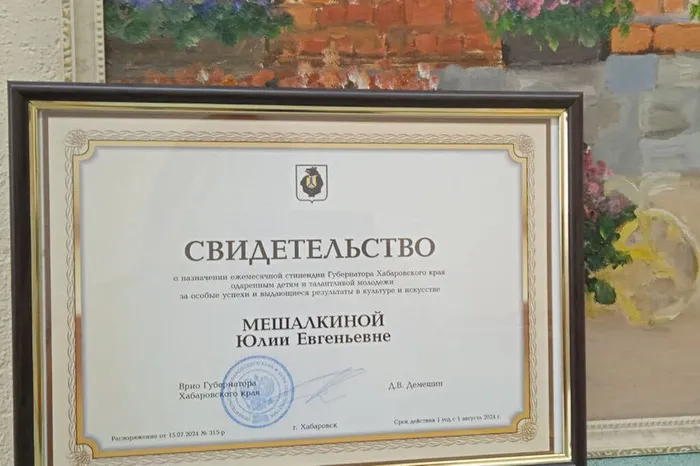 СВИДЕТЕЛЬСТВО
о назначении ежемесячной стипендии Губернатора Хабаровского края
одаренным детям и талантливой молодежи
за особые успехи и выдающиеся результаты в культуре и искусстве
МЕШАЛКИНОЙ
Юлии Евгеньевне
Врио Губернатора
Хабаровского края
Д.В. Демешин
г. Хабаровск
Распоряжение от 15.07.2024 № 315-р
Срок действия 1 год с 1 августа 2024 г.